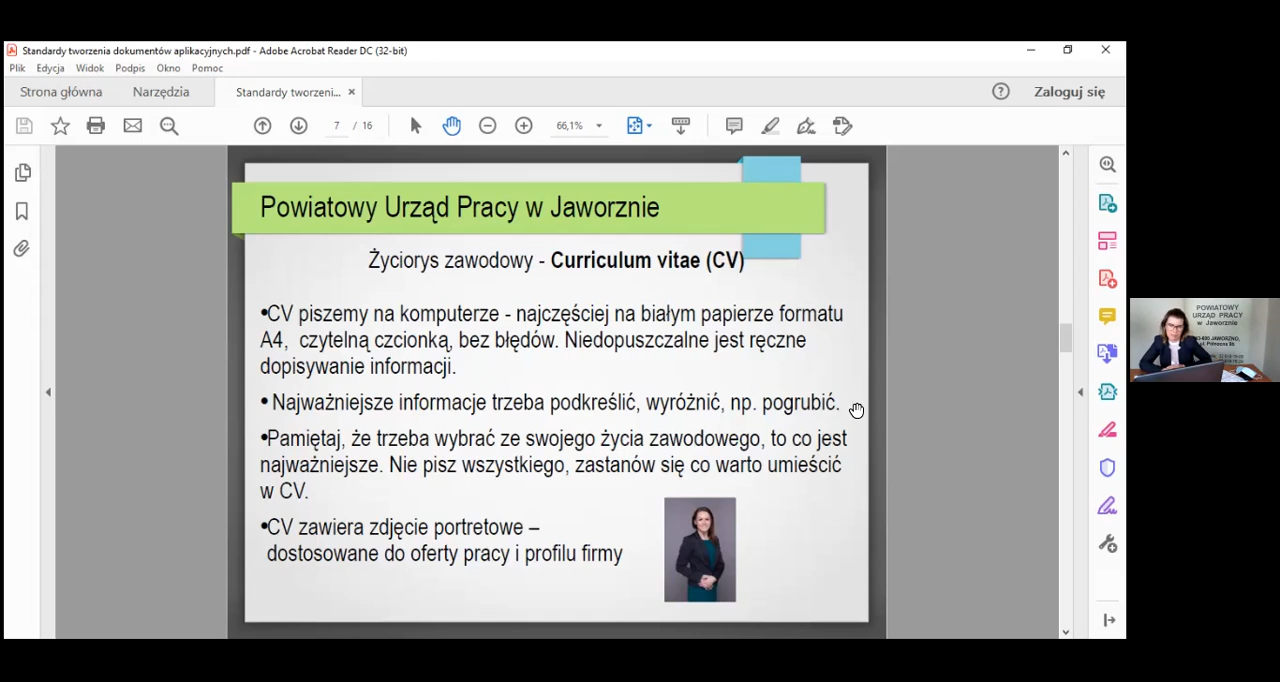 Standardy tworzenia dokumentów aplikacyjnych.pdf - Adobe Acrobat Reader DC (32-bit)
Plik Edycja Widok Podpis Okno Pomoc
Strona główna Narzędzia Standardy tworzeni... × Zaloguj się
7 / 16 66,1%
Powiatowy Urząd Pracy w Jaworznie
Życiorys zawodowy - Curriculum vitae (CV)
•CV piszemy na komputerze - najczęściej na białym papierze formatu
A4, czytelną czcionką, bez błędów. Niedopuszczalne jest ręczne
dopisywanie informacji.
• Najważniejsze informacje trzeba podkreślić, wyróżnić, np. pogrubić.
•Pamiętaj, że trzeba wybrać ze swojego życia zawodowego, to co jest
najważniejsze. Nie pisz wszystkiego, zastanów się co warto umieścić
w CV.
•CV zawiera zdjęcie portretowe –
dostosowane do oferty pracy i profilu firmy
POWIATOWY
URZĄD PRACY
w Jaworznie
JAWORZNO,